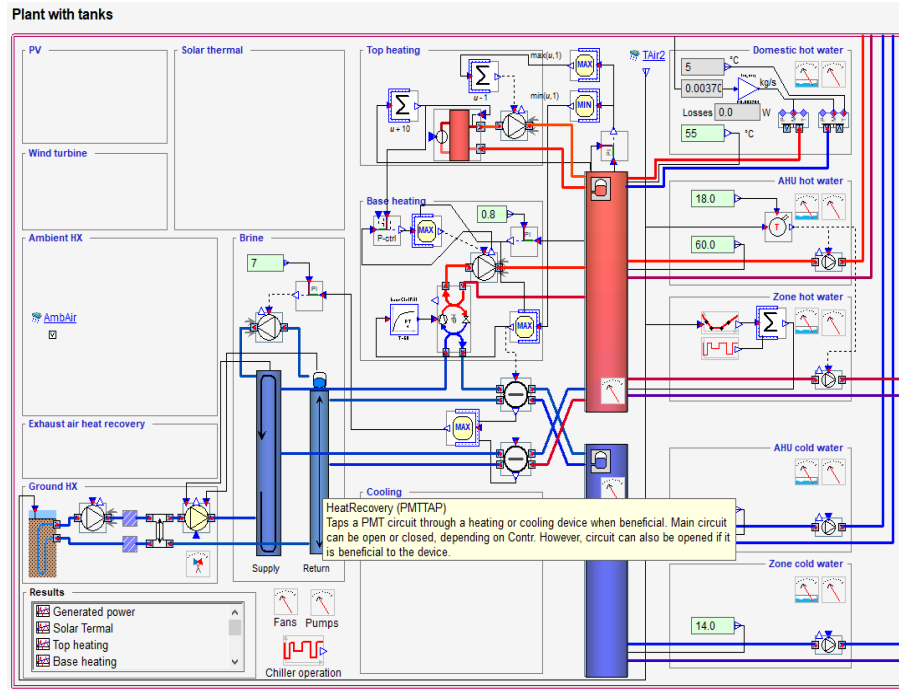 Plant with tanks
PV
Solar thermal
Top heating
Domestic hot water
max(u,1)
MAX
TAir2
°C
5
0.0037
kg/s
Σ
u - 1
min(u,1)
MIN
Σ
u + 10
Losses
0.0
W
55
°C
PI
Wind turbine
AHU hot water
18.0
T
60.0
Base heating
0.8
P-ctrl
MAX
PI
Ambient HX
Brine
7
PI
AmbAir
Zone hot water
Σ
MAX
MAX
Exhaust air heat recovery
AHU cold water
Ground HX
Cooling
HeatRecovery (PMTTAP)
Taps a PMT circuit through a heating or cooling device when beneficial. Main circuit
can be open or closed, depending on Contr. However, circuit can also be opened if it
is beneficial to the device.
Supply
Return
Zone cold water
14.0
Results
Generated power
Solar Termal
Top heating
Base heating
Fans
Pumps
Chiller operation